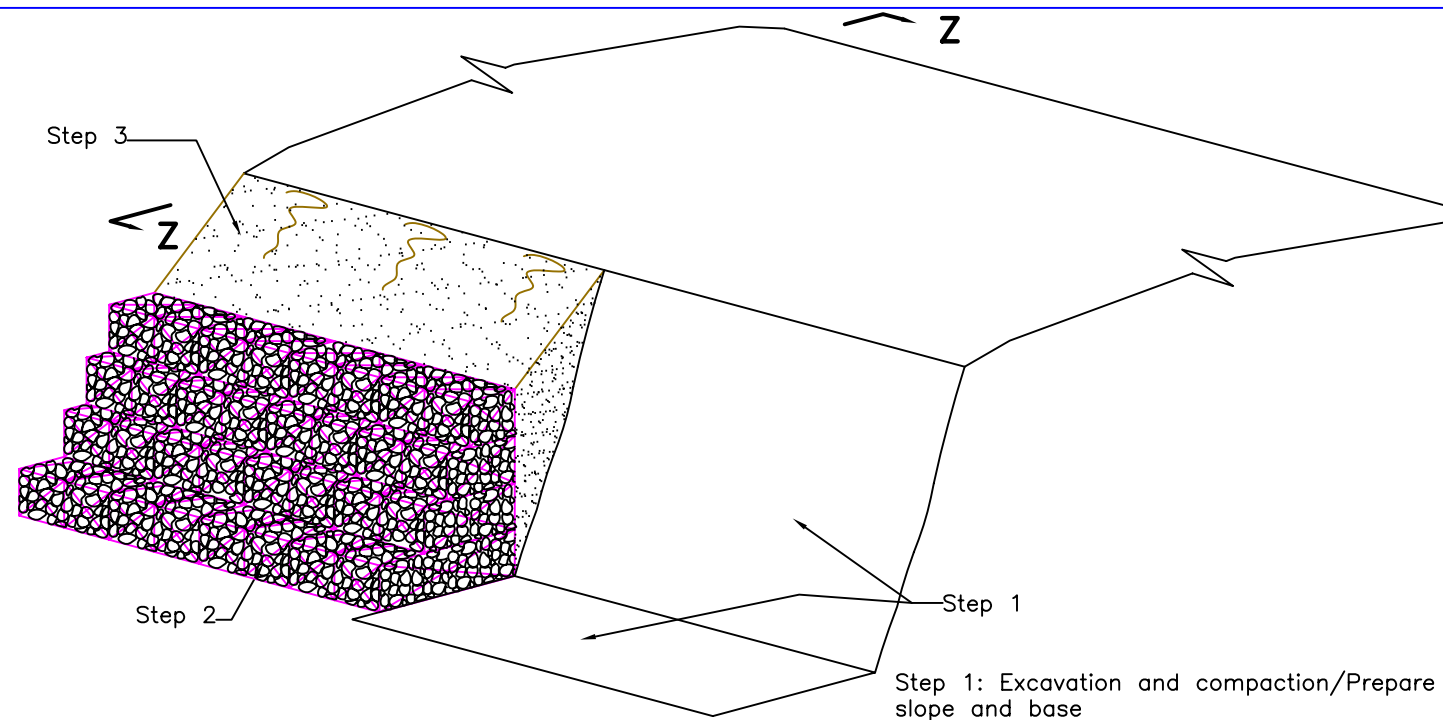 Z
Step 3
Z
Step 1
Step 2
Step 1: Excavation and compaction/Prepare
slope and base